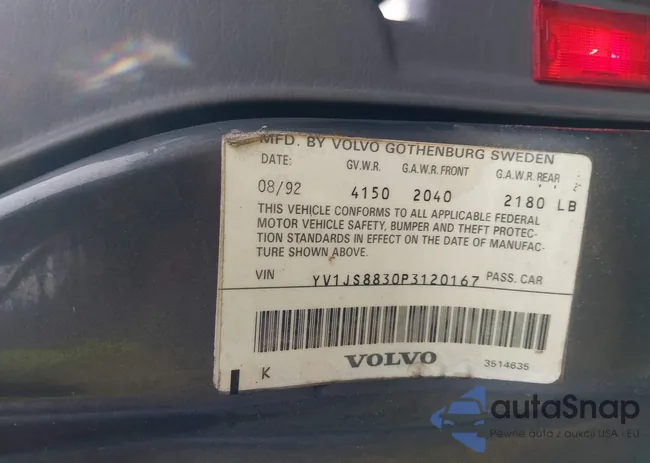 MFD. BY VOLVO GOTHENBURG SWEDEN
DATE: G.V.W.R. G.A.W.R. FRONT G.A.W.R. REAR
08/92 4150 2040 2180 LB
THIS VEHICLE CONFORMS TO ALL APPLICABLE FEDERAL
MOTOR VEHICLE SAFETY, BUMPER AND THEFT PROTEC-
TION STANDARDS IN EFFECT ON THE DATE OF MANUFAC-
TURE SHOWN ABOVE.
VIN YV1JS8830P3120167 PASS. CAR
K VOLVO 3514635
autaSnap
Pewne auta z aukcji USA - EU